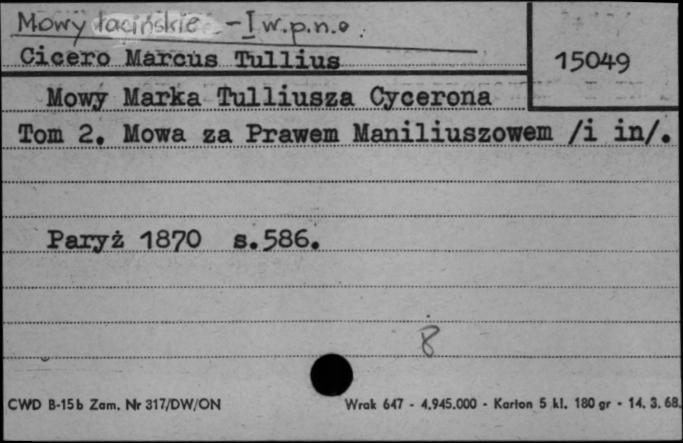 Mowy łacińskie - I w.p.n.e.
Cicero Marcus Tullius
15049
Mowy Marka Tulliusza Cycerona
Tom 2. Mowa za Prawem Maniliuszowem /i in/.
Paryż 1870 s.586.
8
CWD B-15b Zam. Nr 317/DW/ON
Wrak 647 - 4.945.000 - Karton 5 kl. 180 gr - 14. 3. 68.